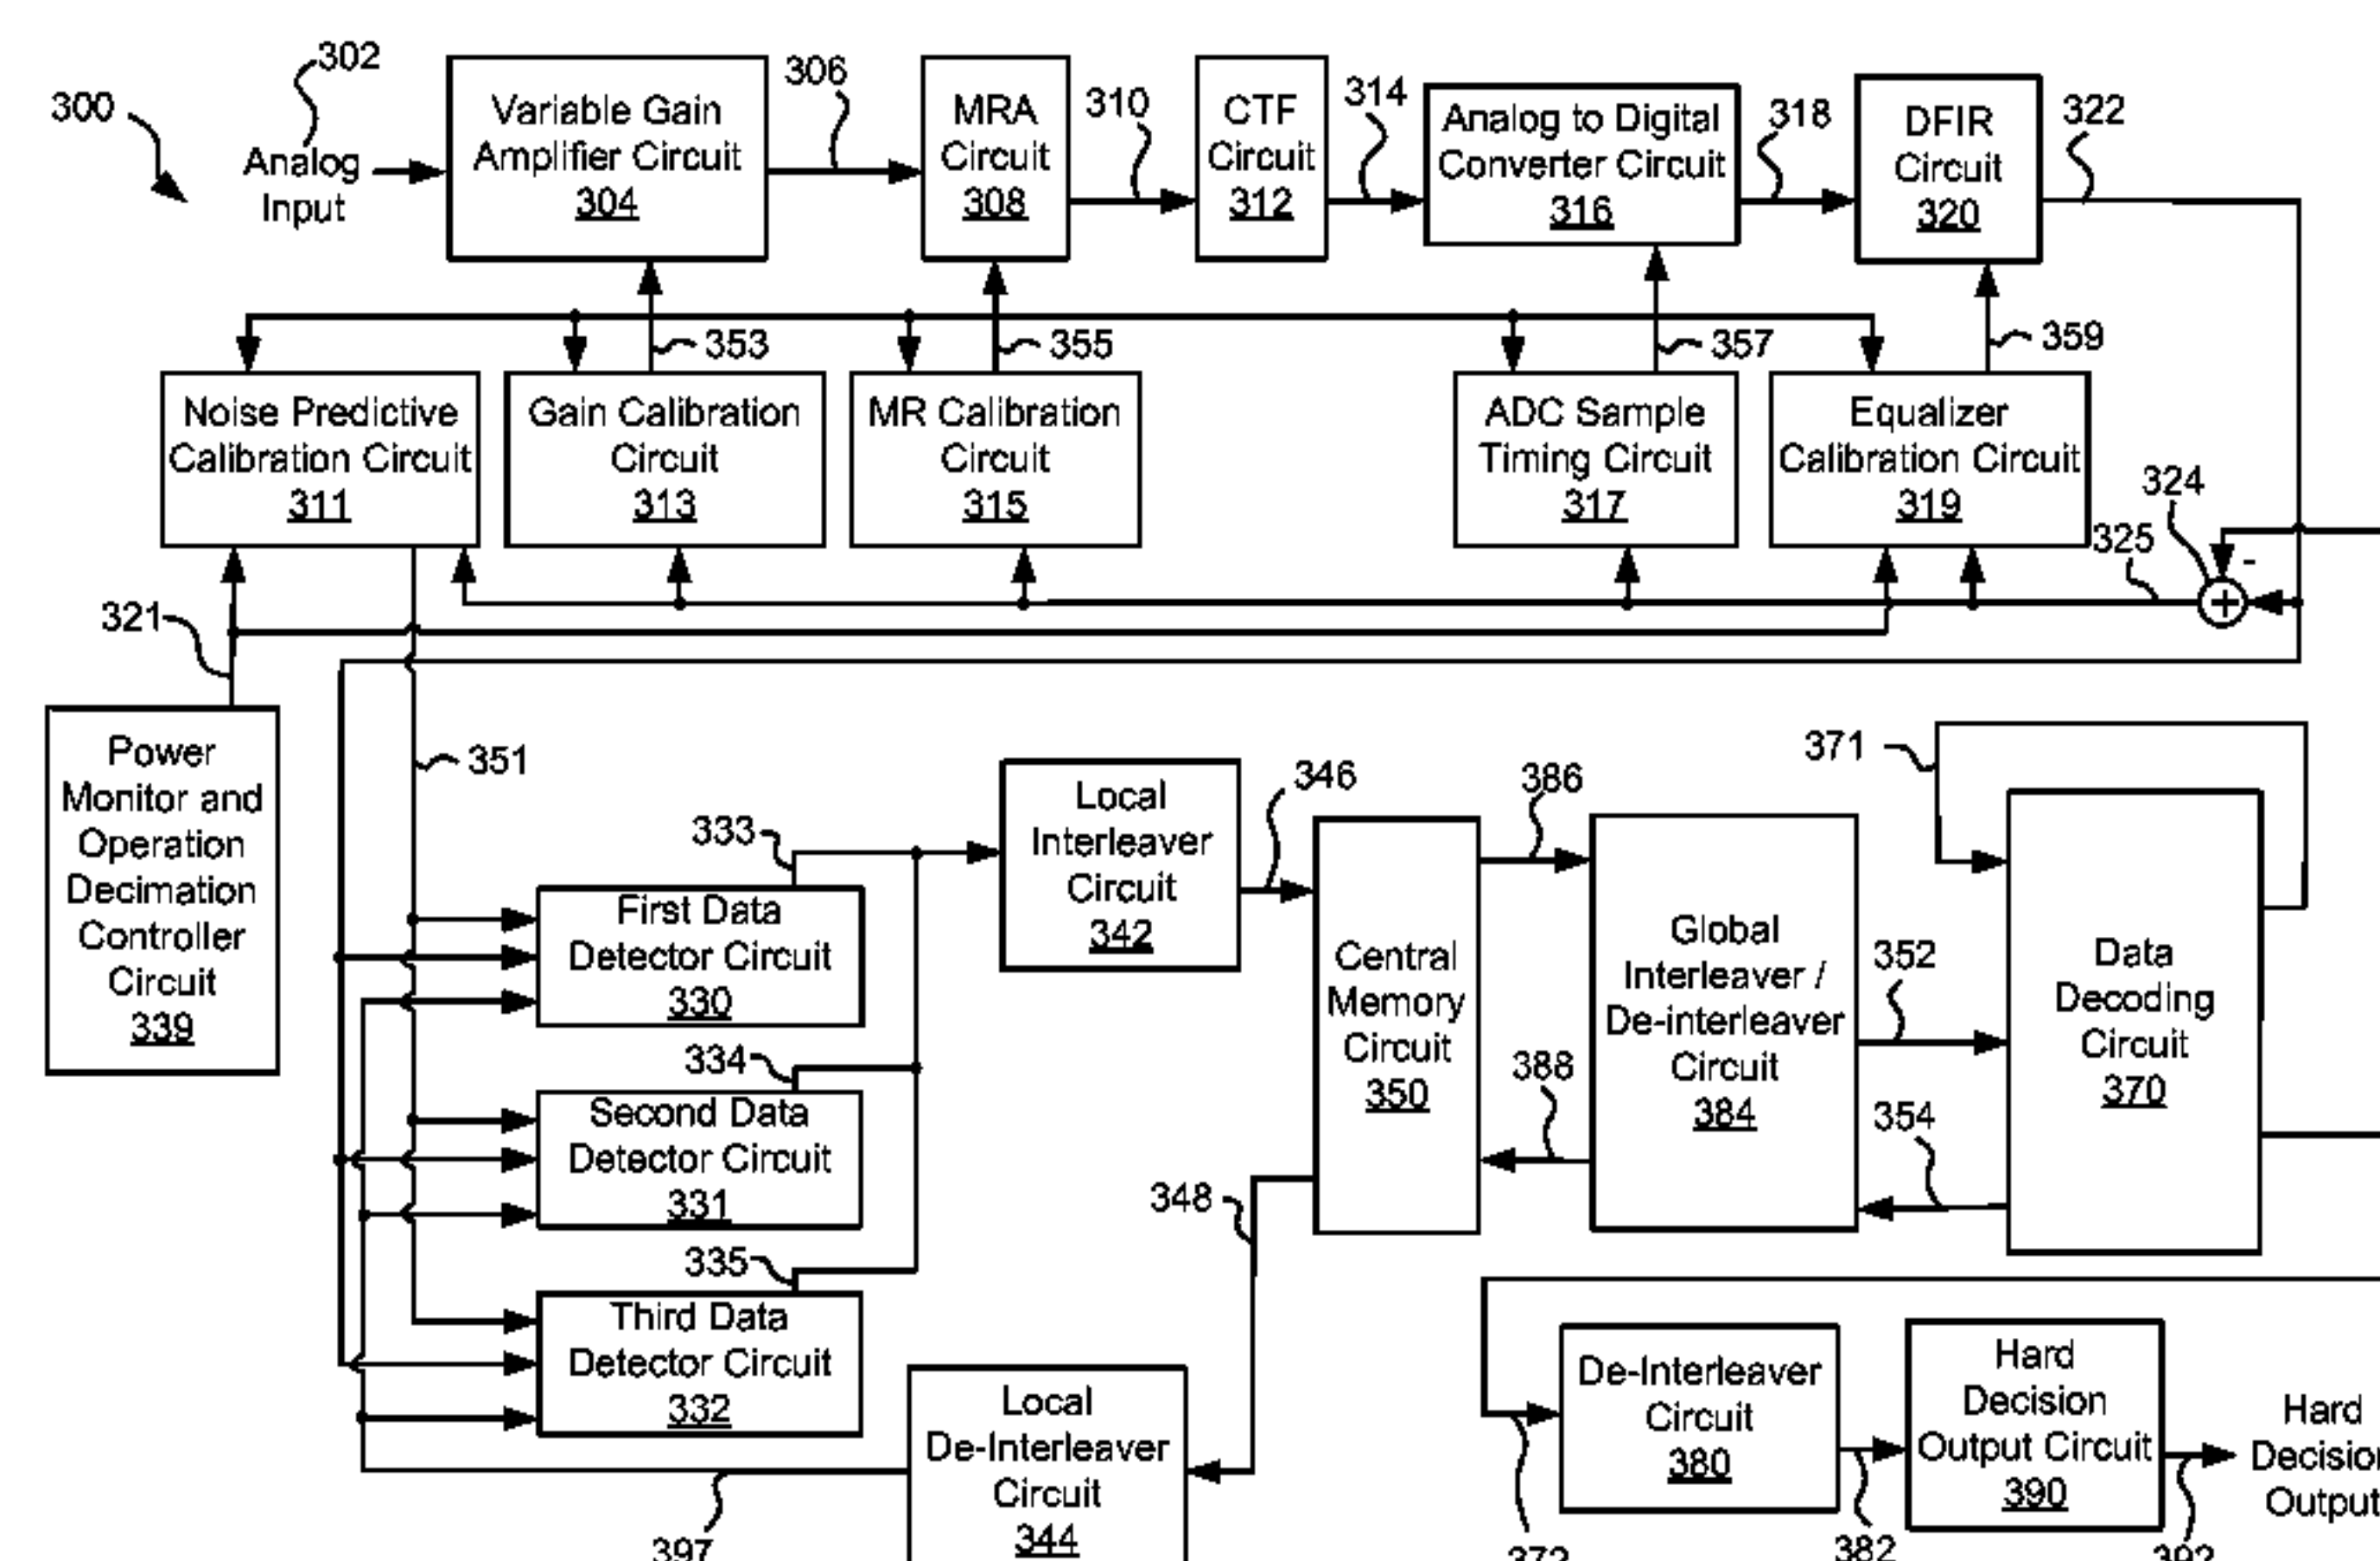 302
300
Analog
Input
Variable Gain
Amplifier Circuit
304
306
MRA
Circuit
308
310
CTF
Circuit
312
314
Analog to Digital
Converter Circuit
316
318
DFIR
Circuit
320
322
353
355
357
359
Noise Predictive
Calibration Circuit
311
Gain Calibration
Circuit
313
MR Calibration
Circuit
315
ADC Sample
Timing Circuit
317
Equalizer
Calibration Circuit
319
324
325
-
+
321
Power
Monitor and
Operation
Decimation
Controller
Circuit
339
351
333
First Data
Detector Circuit
330
334
Second Data
Detector Circuit
331
335
Third Data
Detector Circuit
332
Local
Interleaver
Circuit
342
346
Central
Memory
Circuit
350
386
388
Global
Interleaver /
De-interleaver
Circuit
384
352
354
371
Data
Decoding
Circuit
370
348
Local
De-Interleaver
Circuit
344
397
De-Interleaver
Circuit
380
372
382
Hard
Decision
Output Circuit
390
392
Hard
Decision
Output